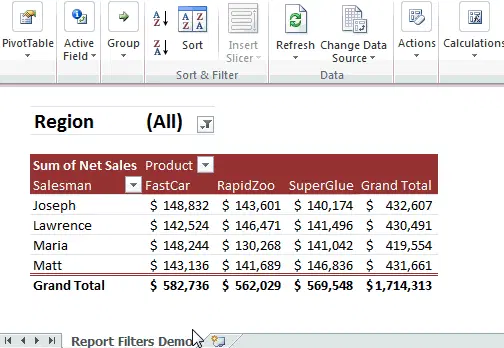 PivotTable
Active
Field
Group
A Z
Z A
A Z Z A
Sort
Insert
Slicer
Sort & Filter
Refresh
Change Data
Source
Data
Actions
Calculations
Region (All)
Sum of Net Sales Product
Salesman FastCar RapidZoo SuperGlue Grand Total
Joseph $ 148,832 $ 143,601 $ 140,174 $ 432,607
Lawrence $ 142,524 $ 146,471 $ 141,496 $ 430,491
Maria $ 148,244 $ 130,268 $ 141,042 $ 419,554
Matt $ 143,136 $ 141,689 $ 146,836 $ 431,661
Grand Total $ 582,736 $ 562,029 $ 569,548 $ 1,714,313
Report Filters Demo